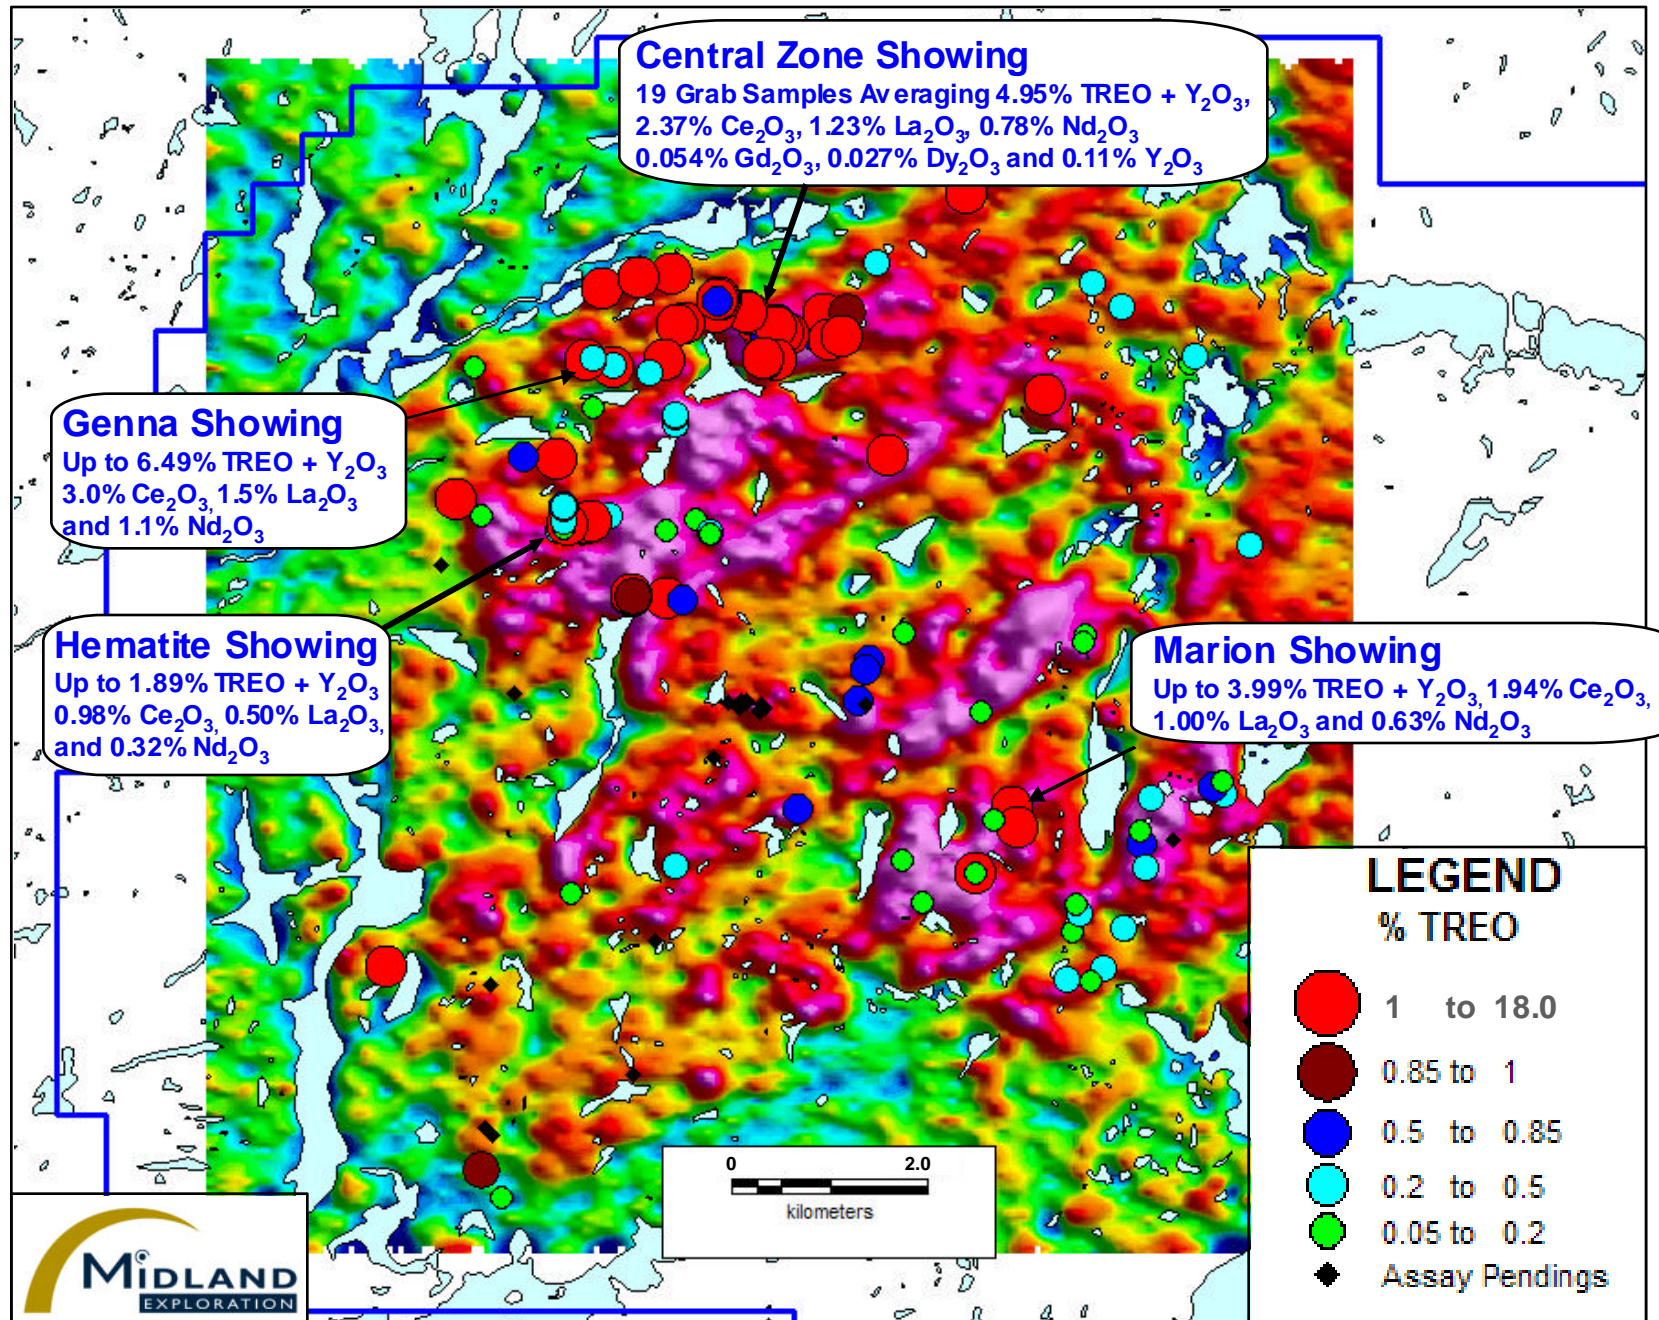 Central Zone Showing
19 Grab Samples Averaging 4.95% TREO + Y₂O₃,
2.37% Ce₂O₃, 1.23% La₂O₃, 0.78% Nd₂O₃
0.054% Gd₂O₃, 0.027% Dy₂O₃ and 0.11% Y₂O₃
Genna Showing
Up to 6.49% TREO + Y₂O₃
3.0% Ce₂O₃, 1.5% La₂O₃
and 1.1% Nd₂O₃
Hematite Showing
Up to 1.89% TREO + Y₂O₃
0.98% Ce₂O₃, 0.50% La₂O₃,
and 0.32% Nd₂O₃
Marion Showing
Up to 3.99% TREO + Y₂O₃, 1.94% Ce₂O₃,
1.00% La₂O₃ and 0.63% Nd₂O₃
LEGEND
% TREO
1 to 18.0
0.85 to 1
0.5 to 0.85
0.2 to 0.5
0.05 to 0.2
Assay Pendings
0 2.0
kilometers
MIDLAND
EXPLORATION